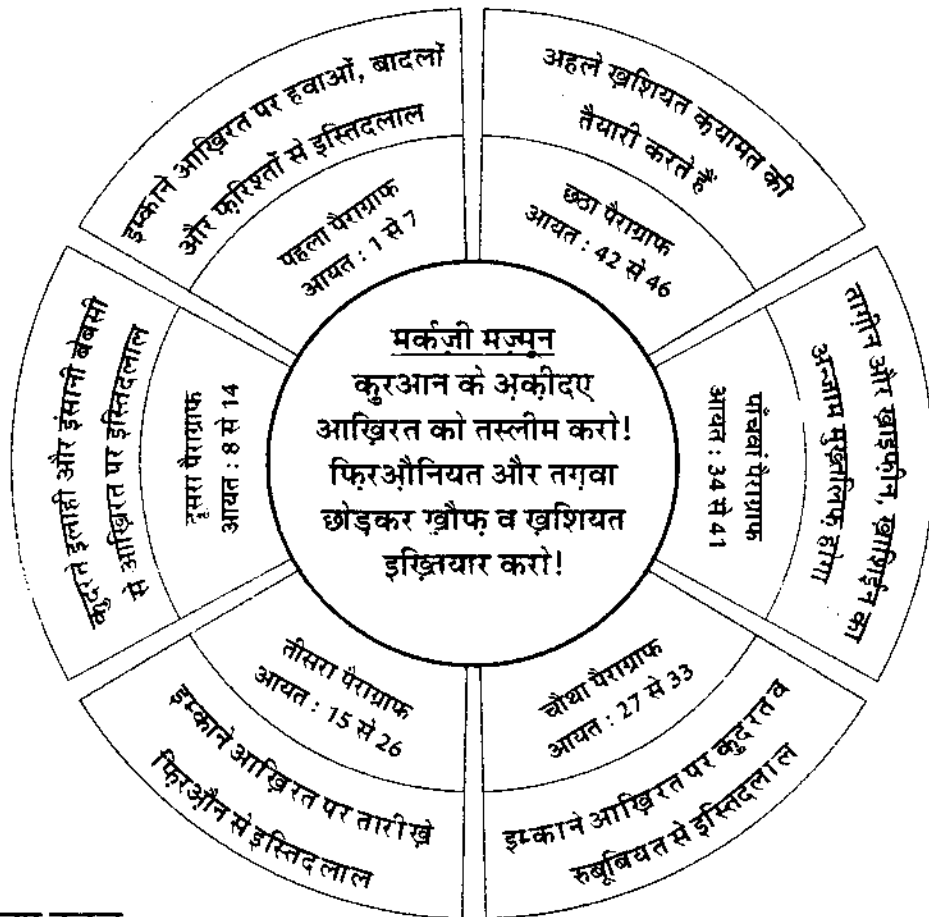 मर्कज़ी मज़्मून
क़ुरआन के अ़क़ीदए
आख़िरत को तस्लीम करो!
फ़िरऔ़नियत और तग़वा
छोड़कर ख़ौफ़ व ख़शियत
इख़्तियार करो!
इम्काने आख़िरत पर हवाओं, बादलों
और फ़रिश्तों से इस्तिदलाल
पहला पैराग्राफ
आयत : 1 से 7
क़ुदरते इलाही और इंसानी बेबसी
से आख़िरत पर इस्तिदलाल
दूसरा पैराग्राफ
आयत : 8 से 14
तीसरा पैराग्राफ
आयत : 15 से 26
इम्काने आख़िरत पर तारीख़े
फ़िरऔ़न से इस्तिदलाल
चौथा पैराग्राफ
आयत : 27 से 33
इम्काने आख़िरत पर क़ुदरत व
रुबूबियत से इस्तिदलाल
ताग़ीन और ख़ाइफ़ीन, ख़ाशिई़न का
अन्जाम मुख़्तलिफ़ होगा
पाँचवां पैराग्राफ
आयत : 34 से 41
अहले ख़शियत क़यामत की
तैयारी करते हैं
छठा पैराग्राफ
आयत : 42 से 46